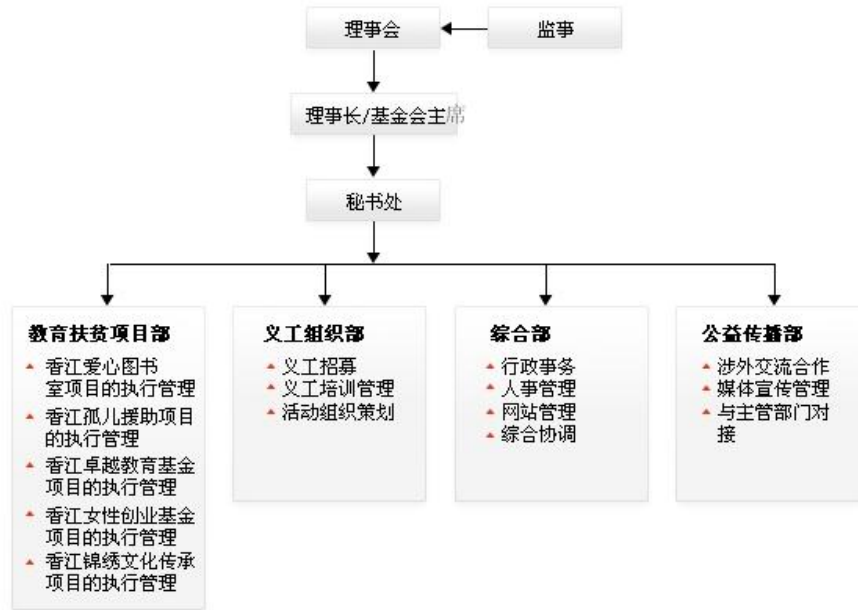 理事会
监事
理事长/基金会主席
秘书处
教育扶贫项目部
香江爱心图书
室项目的执行管理
香江孤儿援助项目
的执行管理
香江卓越教育基金
项目的执行管理
香江女性创业基金
项目的执行管理
香江锦绣文化传承
项目的执行管理
义工组织部
义工招募
义工培训管理
活动组织策划
综合部
行政事务
人事管理
网站管理
综合协调
公益传播部
涉外交流合作
媒体宣传管理
与主管部门对
接